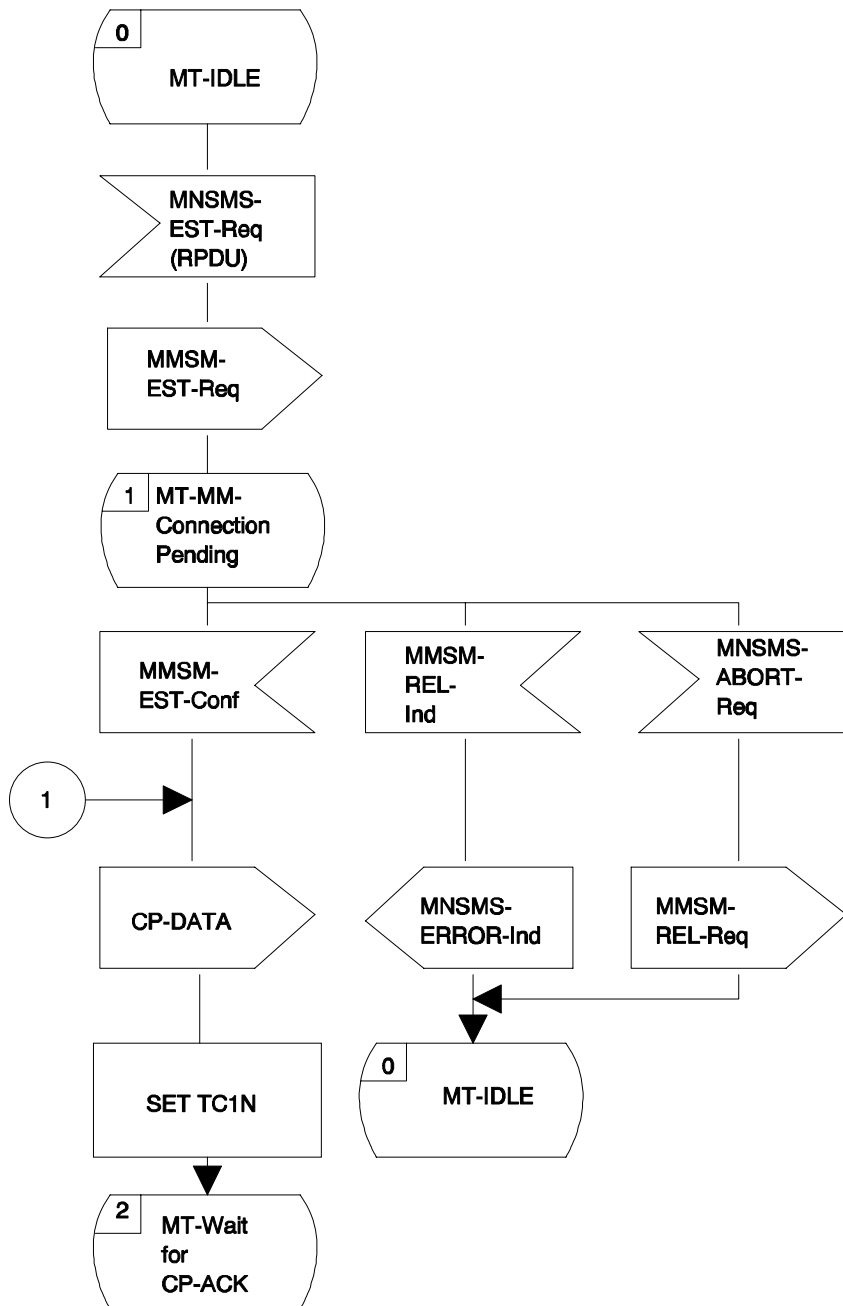 0
MT-IDLE
MNSMS-
EST-Req
(RPDU)
MMSM-
EST-Req
1
MT-MM-
Connection
Pending
MMSM-
EST-Conf
MMSM-
REL-
Ind
MNSMS-
ABORT-
Req
1
CP-DATA
MNSMS-
ERROR-Ind
MMSM-
REL-Req
SET TC1N
0
MT-IDLE
2
MT-Wait
for
CP-ACK